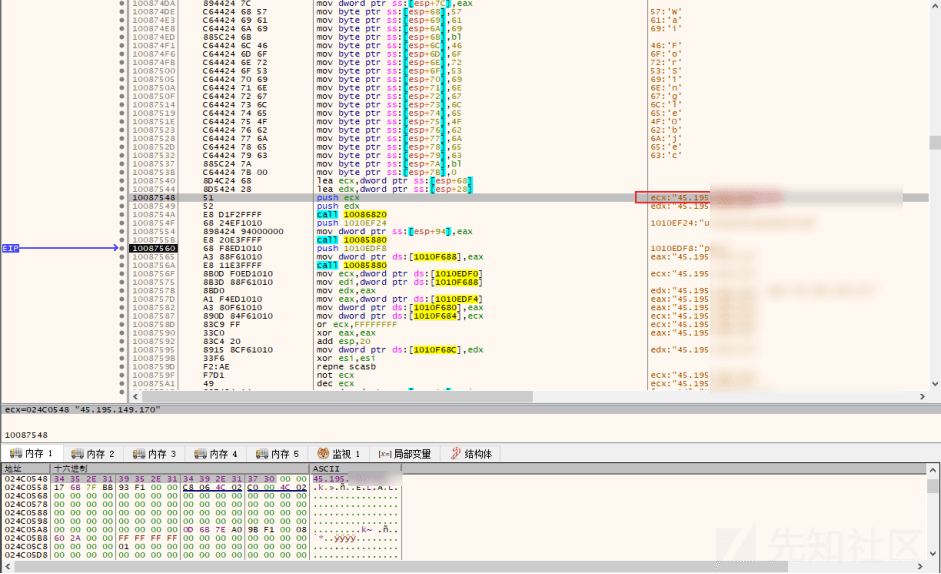 100874DA 894424 7C mov dword ptr ss:[esp+7C],eax
100874DE C64424 68 57 mov byte ptr ss:[esp+68],57 57:'W'
100874E3 C64424 69 61 mov byte ptr ss:[esp+69],61 61:'a'
100874E8 C64424 6A 69 mov byte ptr ss:[esp+6A],69 69:'i'
100874ED 885C24 6B mov byte ptr ss:[esp+6B],bl
100874F1 C64424 6C 46 mov byte ptr ss:[esp+6C],46 46:'F'
100874F6 C64424 6D 6F mov byte ptr ss:[esp+6D],6F 6F:'o'
100874FB C64424 6E 72 mov byte ptr ss:[esp+6E],72 72:'r'
10087500 C64424 6F 53 mov byte ptr ss:[esp+6F],53 53:'S'
10087505 C64424 70 69 mov byte ptr ss:[esp+70],69 69:'i'
1008750A C64424 71 6E mov byte ptr ss:[esp+71],6E 6E:'n'
1008750F C64424 72 67 mov byte ptr ss:[esp+72],67 67:'g'
10087514 C64424 73 6C mov byte ptr ss:[esp+73],6C 6C:'l'
10087519 C64424 74 65 mov byte ptr ss:[esp+74],65 65:'e'
1008751E C64424 75 4F mov byte ptr ss:[esp+75],4F 4F:'O'
10087523 C64424 76 62 mov byte ptr ss:[esp+76],62 62:'b'
10087528 C64424 77 6A mov byte ptr ss:[esp+77],6A 6A:'j'
1008752D C64424 78 65 mov byte ptr ss:[esp+78],65 65:'e'
10087532 C64424 79 63 mov byte ptr ss:[esp+79],63 63:'c'
10087537 885C24 7A mov byte ptr ss:[esp+7A],bl
1008753B C64424 7B 00 mov byte ptr ss:[esp+7B],0
10087540 8D4C24 68 lea ecx,dword ptr ss:[esp+68]
10087544 8D5424 28 lea edx,dword ptr ss:[esp+28]
10087548 51 push ecx ecx:"45.195
10087549 52 push edx edx:"45.195
1008754A E8 D1F2FFFF call 10086820
1008754F 68 24EF1010 push 1010EF24 1010EF24:"u
10087554 898424 94000000 mov dword ptr ss:[esp+94],eax
1008755B E8 20E3FFFF call 10085880
EIP 10087560 68 F8ED1010 push 1010EDF8 1010EDF8:"p
10087565 A3 88F61010 mov dword ptr ds:[1010F688],eax eax:"45.195
1008756A E8 11E3FFFF call 10085880
1008756F 8B0D F0ED1010 mov ecx,dword ptr ds:[1010EDF0] ecx:"45.195
10087575 8B3D 88F61010 mov edi,dword ptr ds:[1010F688]
1008757B 8BD0 mov edx,eax edx:"45.195
1008757D A1 F4ED1010 mov eax,dword ptr ds:[1010EDF4] eax:"45.195
10087582 A3 80F61010 mov dword ptr ds:[1010F680],eax eax:"45.195
10087587 890D 84F61010 mov dword ptr ds:[1010F684],ecx ecx:"45.195
1008758D 83C9 FF or ecx,FFFFFFFF ecx:"45.195
10087590 33C0 xor eax,eax eax:"45.195
10087592 83C4 20 add esp,20
10087595 8915 8CF61010 mov dword ptr ds:[1010F68C],edx edx:"45.195
1008759B 33F6 xor esi,esi
1008759D F2:AE repne scasb
1008759F F7D1 not ecx ecx:"45.195
100875A1 49 dec ecx ecx:"45.195
ecx=024C0548 "45.195.149.170"
10087548
内存 1 内存 2 内存 3 内存 4 内存 5 监视 1 [x=] 局部变量 结构体
地址 十六进制 ASCII
024C0548 34 35 2E 31 39 35 2E 31 34 39 2E 31 37 30 00 00 45.195.
024C0558 17 6B 7F BB 93 F1 00 00 C8 06 4C 02 C0 00 4C 02
024C0568 00 00 00 00 00 00 00 00 00 00 00 00 00 00 00 00 ................
024C0578 00 00 00 00 00 00 00 00 00 00 00 00 00 00 00 00 ................
024C0588 00 00 00 00 00 00 00 00 00 00 00 00 00 00 00 00 ................
024C0598 00 00 00 00 00 00 00 00 00 00 00 00 00 00 00 00 ................
024C05A8 00 00 00 00 00 00 00 00 0D 6B 7E A0 9B F1 00 08 .........k~ .ñ..
024C05B8 60 2A 00 00 FF FF FF FF 00 00 00 00 00 00 00 00 `*..ÿÿÿÿ........
024C05C8 00 00 00 00 01 00 00 00 00 00 00 00 00 00 00 00 ................
024C05D8 00 00 00 00 00 00 00 00 00 00 00 00 00 00 00 00 ................
先知社区